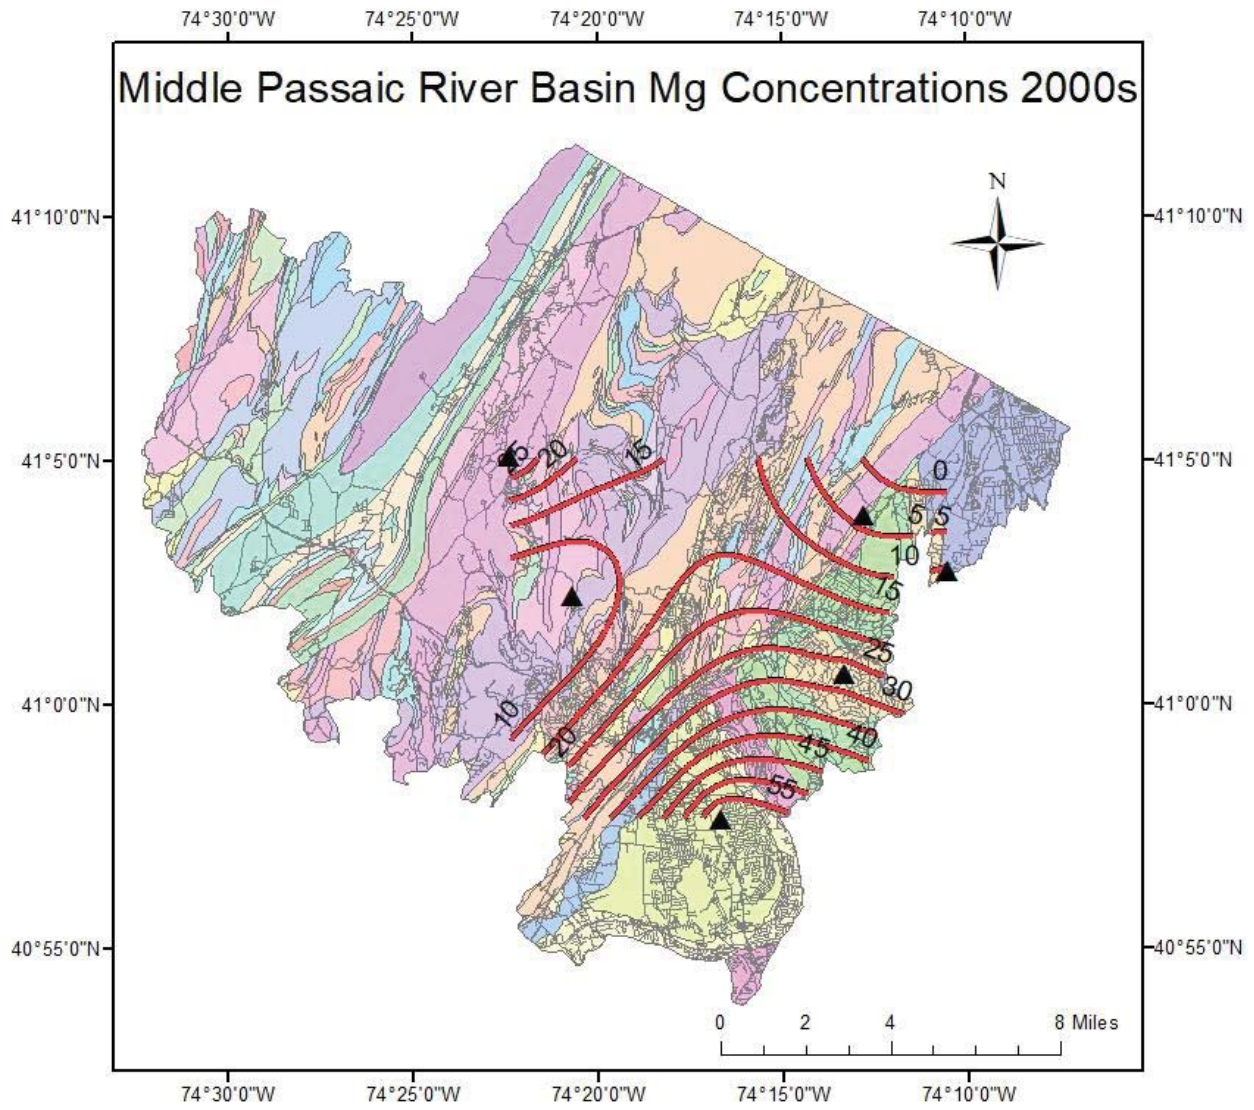 74°30'0"W 74°25'0"W 74°20'0"W 74°15'0"W 74°10'0"W
Middle Passaic River Basin Mg Concentrations 2000s
N
41°10'0"N 41°10'0"N
41°5'0"N 41°5'0"N
25 20 15
0
5 5
10
15
25
30
10 20 40
45
55
41°0'0"N 41°0'0"N
40°55'0"N 40°55'0"N
0 2 4 8 Miles
74°30'0"W 74°25'0"W 74°20'0"W 74°15'0"W 74°10'0"W